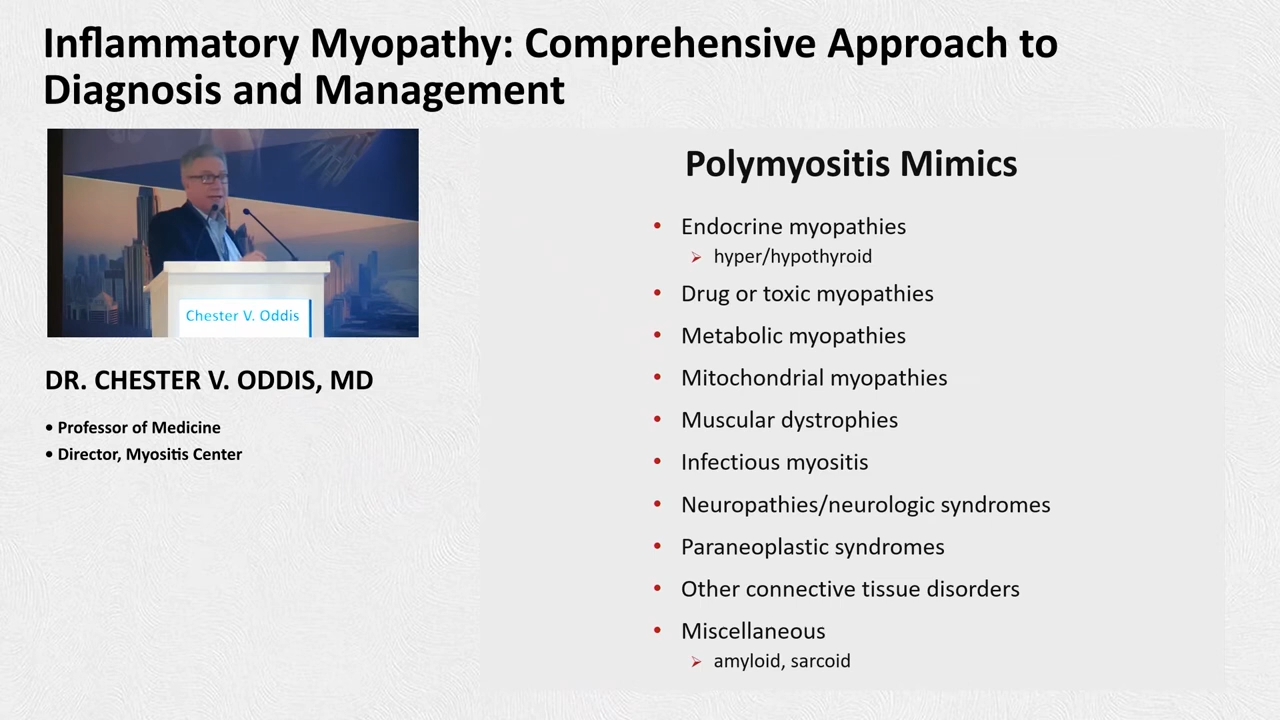 Inflammatory Myopathy: Comprehensive Approach to
Diagnosis and Management
Chester V. Oddis
DR. CHESTER V. ODDIS, MD
• Professor of Medicine
• Director, Myositis Center
Polymyositis Mimics
• Endocrine myopathies
➢ hyper/hypothyroid
• Drug or toxic myopathies
• Metabolic myopathies
• Mitochondrial myopathies
• Muscular dystrophies
• Infectious myositis
• Neuropathies/neurologic syndromes
• Paraneoplastic syndromes
• Other connective tissue disorders
• Miscellaneous
➢ amyloid, sarcoid